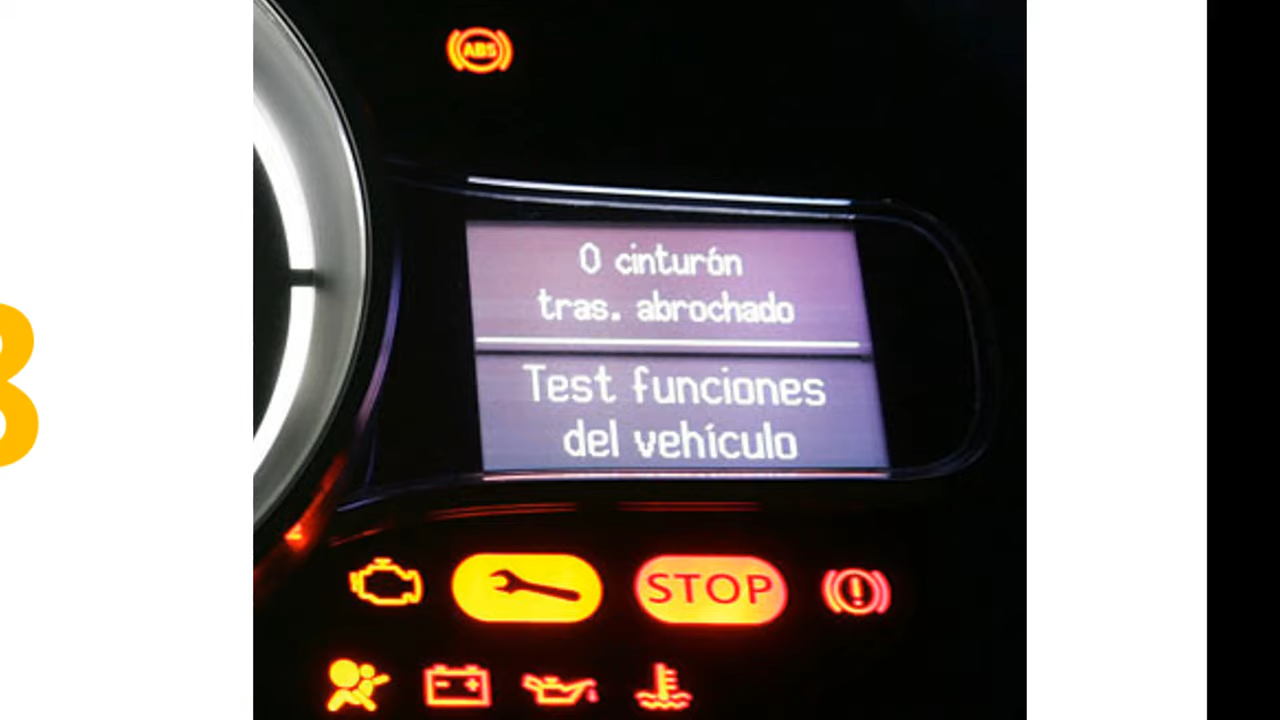 ABS
0 cinturón
tras. abrochado
Test funciones
del vehículo
STOP